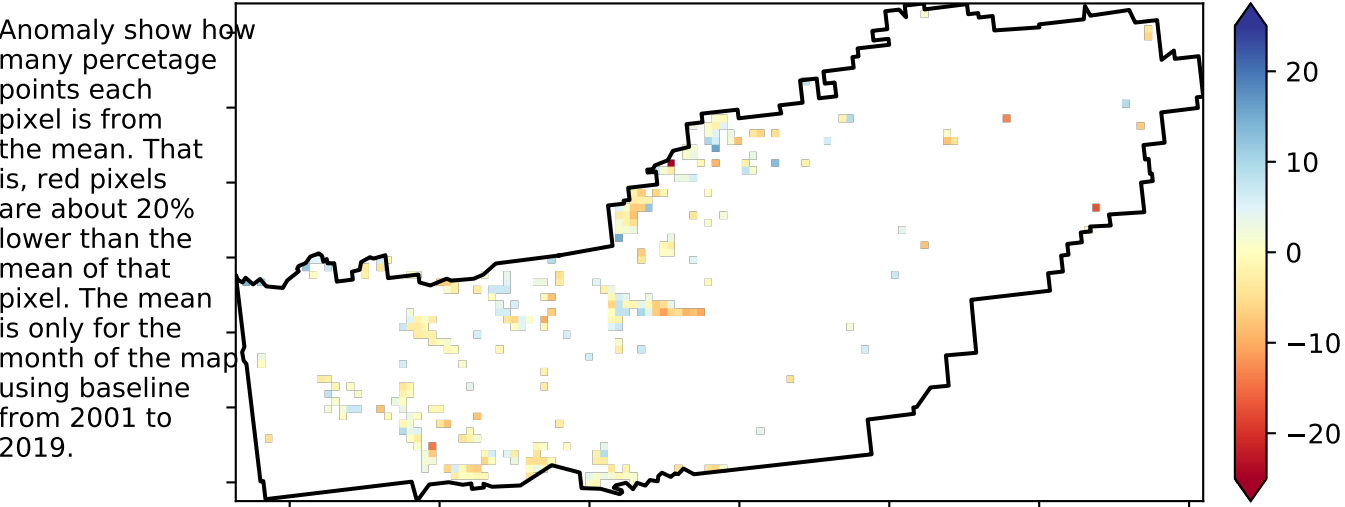 Anomaly show how
many percetage
points each
pixel is from
the mean. That
is, red pixels
are about 20%
lower than the
mean of that
pixel. The mean
is only for the
month of the map
using baseline
from 2001 to
2019.
20
10
0
−10
−20